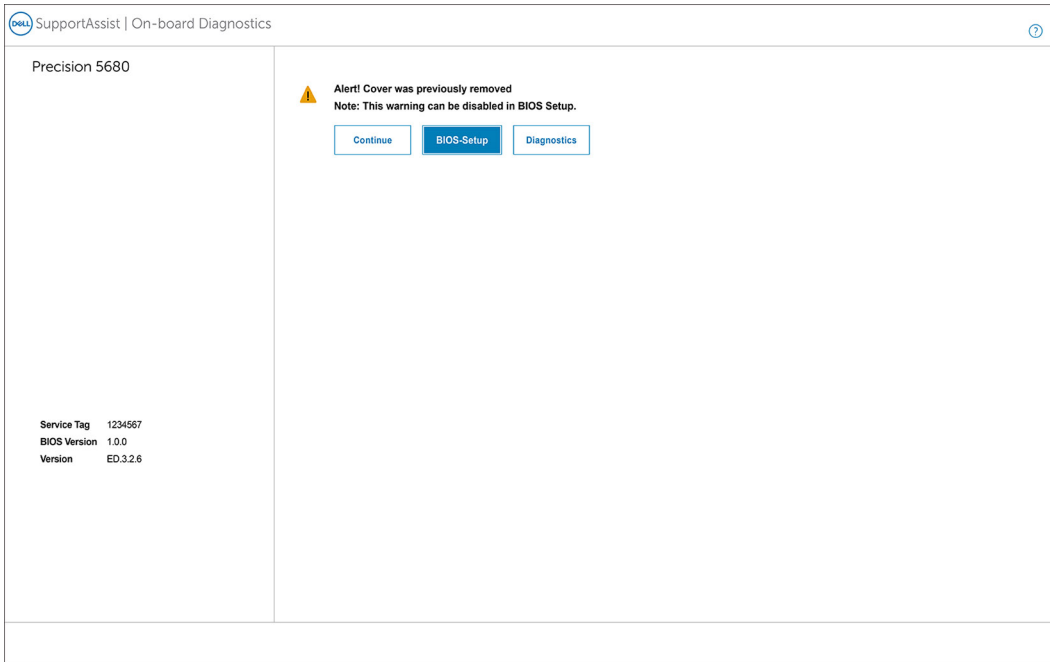 DELL SupportAssist | On-board Diagnostics
?
Precision 5680
Alert! Cover was previously removed
Note: This warning can be disabled in BIOS Setup.
Continue BIOS-Setup Diagnostics
Service Tag 1234567
BIOS Version 1.0.0
Version ED.3.2.6